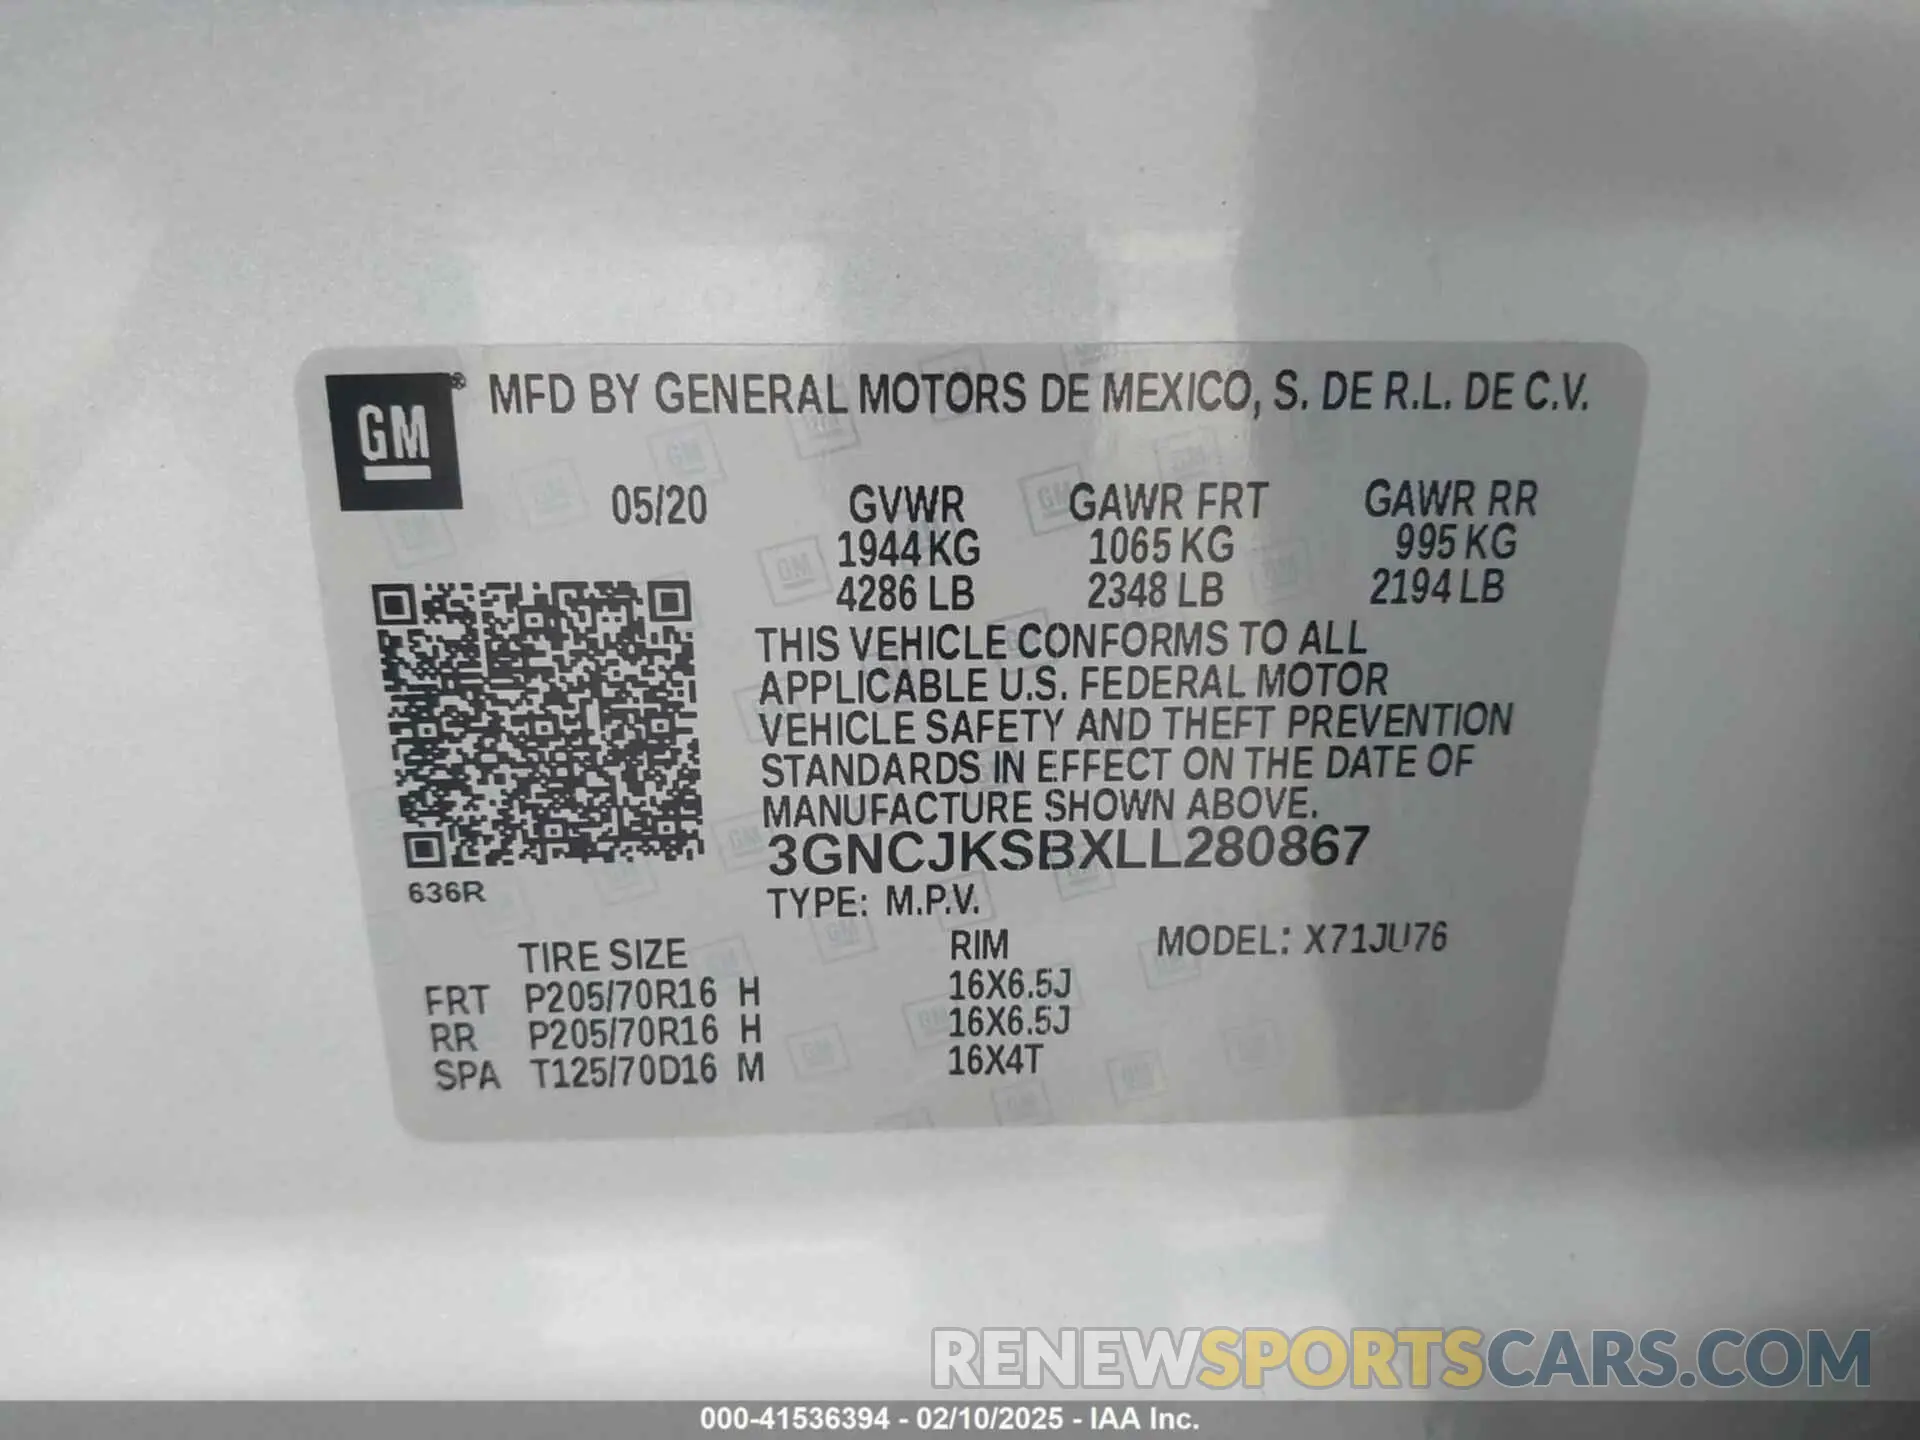 GM® MFD BY GENERAL MOTORS DE MEXICO, S. DE R.L. DE C.V.
05/20 GVWR GAWR FRT GAWR RR
1944 KG 1065 KG 995 KG
4286 LB 2348 LB 2194 LB
THIS VEHICLE CONFORMS TO ALL
APPLICABLE U.S. FEDERAL MOTOR
VEHICLE SAFETY AND THEFT PREVENTION
STANDARDS IN EFFECT ON THE DATE OF
MANUFACTURE SHOWN ABOVE.
3GNCJKSBXLL280867
636R
TYPE: M.P.V.
TIRE SIZE RIM MODEL: X71JU76
FRT P205/70R16 H 16X6.5J
RR P205/70R16 H 16X6.5J
SPA T125/70D16 M 16X4T
RENEWSPORTSCARS.COM
000-41536394 - 02/10/2025 - IAA Inc.